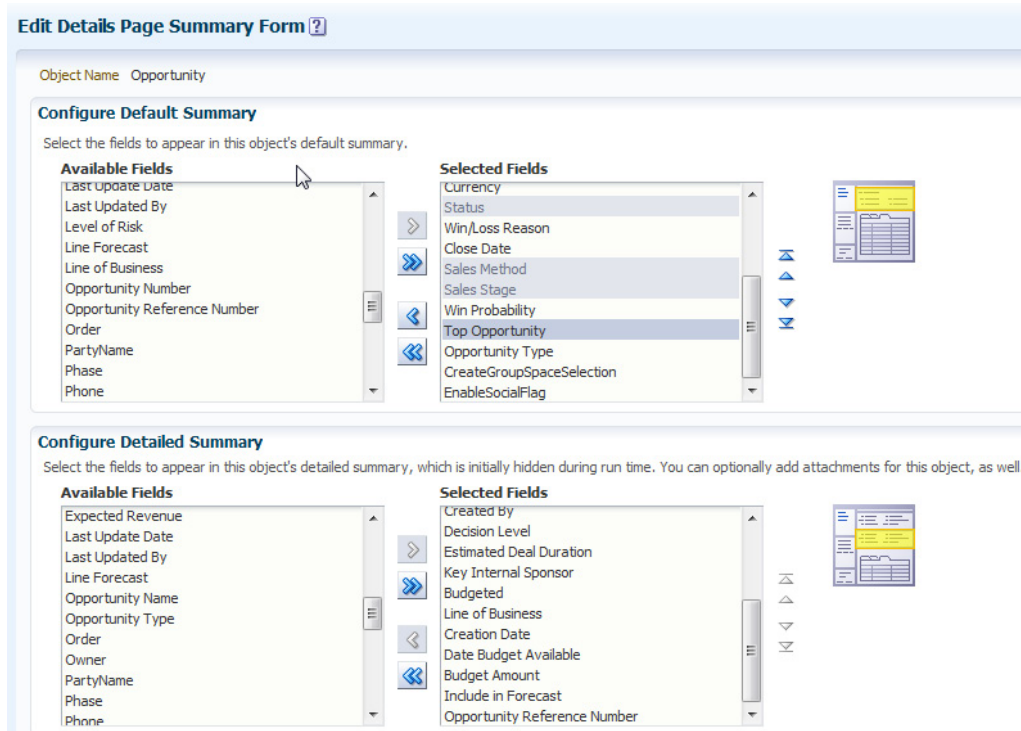 Edit Details Page Summary Form ?
Object Name Opportunity
Configure Default Summary
Select the fields to appear in this object's default summary.
Available Fields
Last Update Date
Last Updated By
Level of Risk
Line Forecast
Line of Business
Opportunity Number
Opportunity Reference Number
Order
PartyName
Phase
Phone
Selected Fields
Currency
Status
Win/Loss Reason
Close Date
Sales Method
Sales Stage
Win Probability
Top Opportunity
Opportunity Type
CreateGroupSpaceSelection
EnableSocialFlag
Configure Detailed Summary
Select the fields to appear in this object's detailed summary, which is initially hidden during run time. You can optionally add attachments for this object, as well
Available Fields
Expected Revenue
Last Update Date
Last Updated By
Line Forecast
Opportunity Name
Opportunity Type
Order
Owner
PartyName
Phase
Phone
Selected Fields
Created By
Decision Level
Estimated Deal Duration
Key Internal Sponsor
Budgeted
Line of Business
Creation Date
Date Budget Available
Budget Amount
Include in Forecast
Opportunity Reference Number